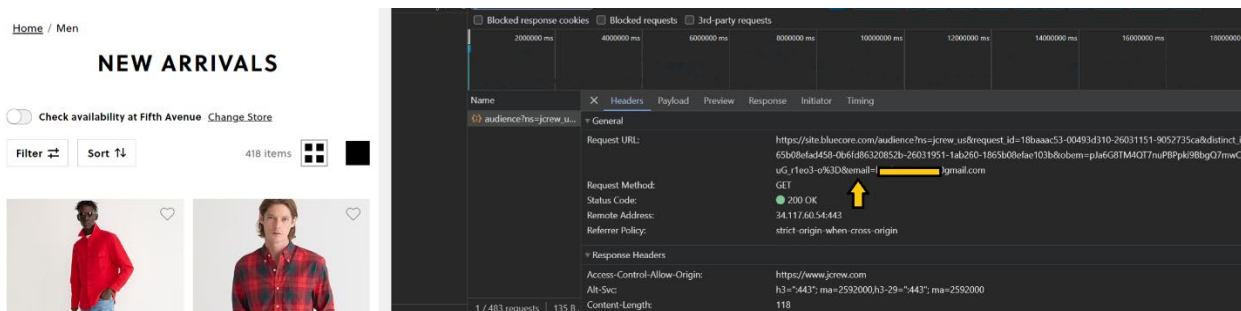 Home / Men
NEW ARRIVALS
Check availability at Fifth Avenue Change Store
Filter
Sort
418 items
Blocked response cookies Blocked requests 3rd-party requests
2000000 ms 4000000 ms 6000000 ms 8000000 ms 10000000 ms 12000000 ms 14000000 ms 16000000 ms 18000000
Name
audience?ns=jcrew_u...
Headers Payload Preview Response Initiator Timing
General
Request URL: https://site.bluecore.com/audience?ns=jcrew_us&request_id=18baaac53-00493d310-26031151-9052735ca&distinct_i
65b08efad458-0b6fd86320852b-26031951-1ab260-1865b08efae103b&obem=pJa6G8TM4QT7nuPBPpkl9BbgQ7mwC
uG_r1eo3-o%3D&email=l gmail.com
Request Method: GET
Status Code: 200 OK
Remote Address: 34.117.60.54:443
Referrer Policy: strict-origin-when-cross-origin
Response Headers
Access-Control-Allow-Origin: https://www.jcrew.com
Alt-Svc: h3=":443"; ma=2592000,h3-29=":443"; ma=2592000
Content-Length: 118
1 / 483 requests 135 B